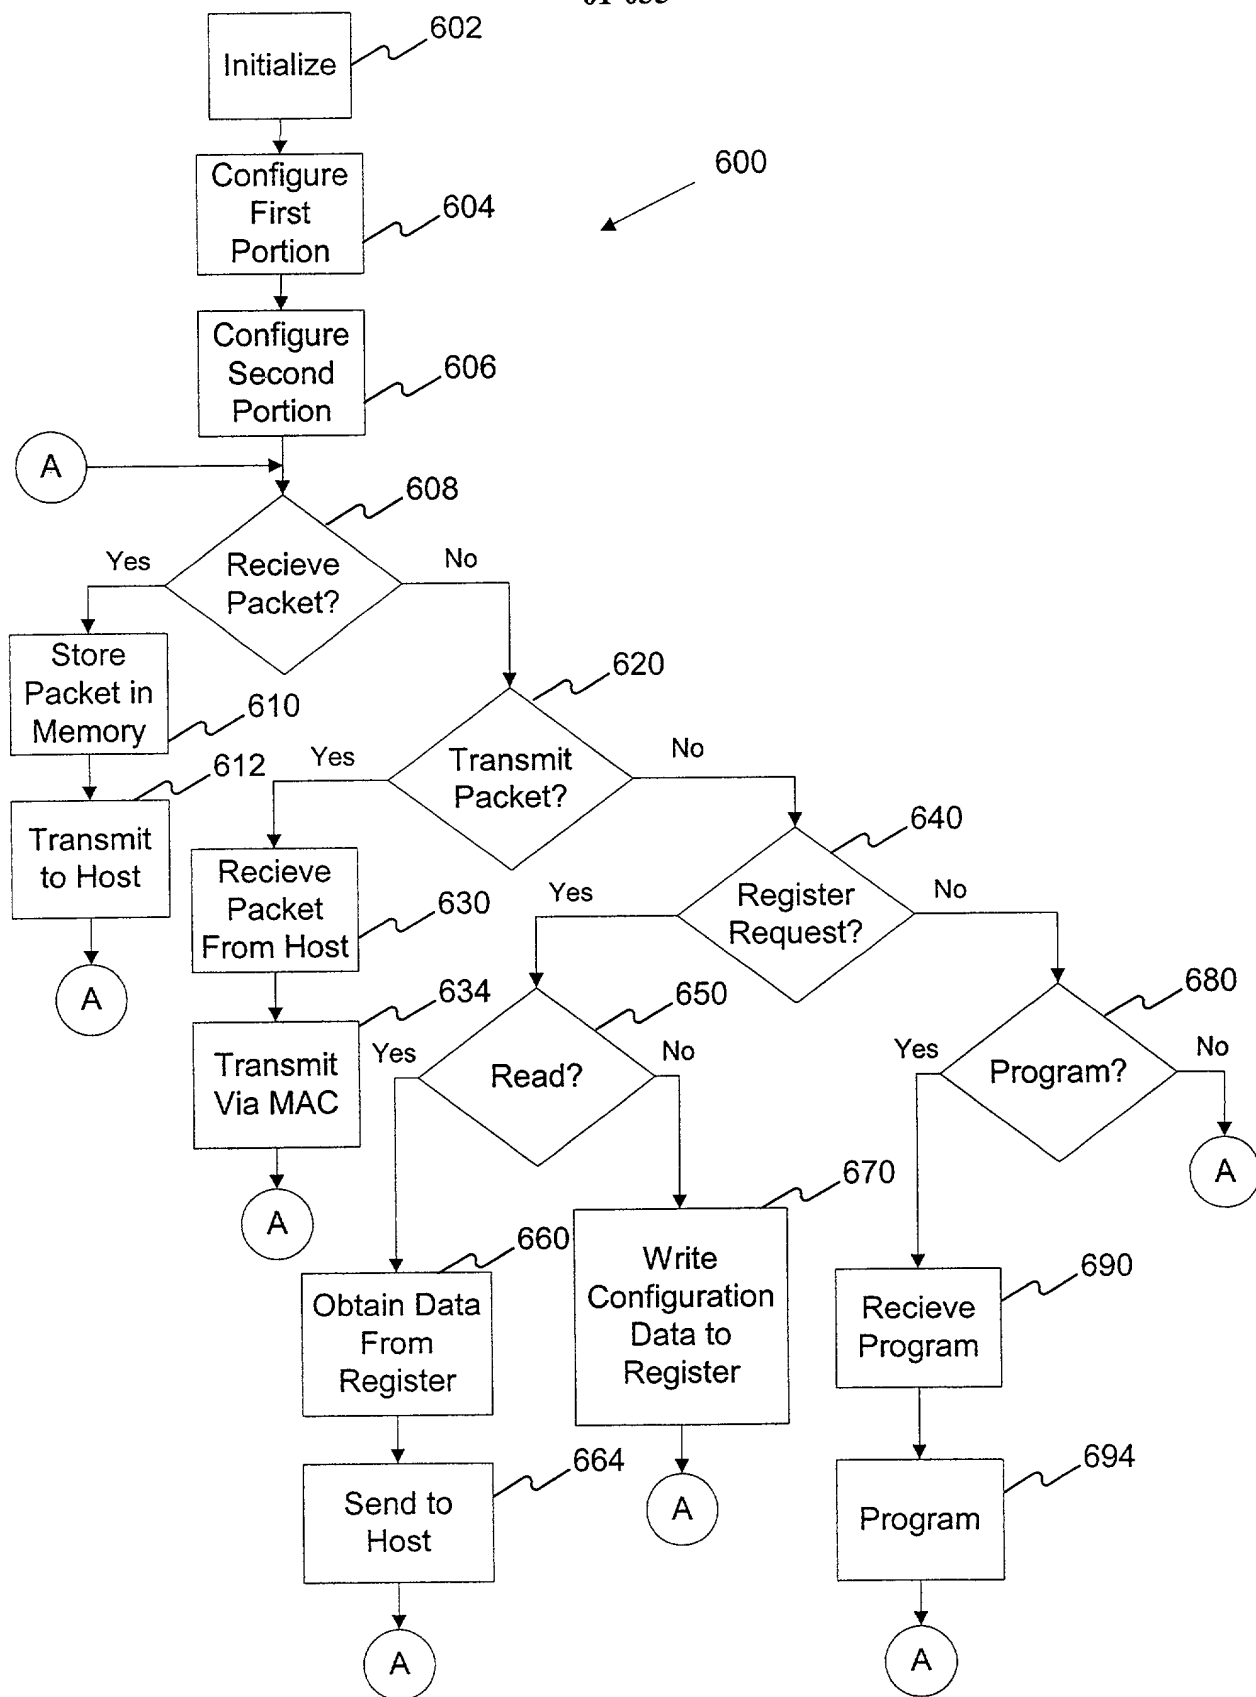 602
Initialize
600
Configure
First
Portion
604
Configure
Second
Portion
606
A
608
Yes
No
Recieve
Packet?
Store
Packet in
Memory
610
620
Yes
No
Transmit
Packet?
612
Transmit
to Host
640
Yes
No
Register
Request?
Recieve
Packet
From Host
630
A
634
650
680
Transmit
Via MAC
Yes
No
Read?
Yes
No
Program?
A
A
670
660
Write
Configuration
Data to
Register
690
Obtain Data
From
Register
Recieve
Program
664
694
Send to
Host
A
Program
A
A